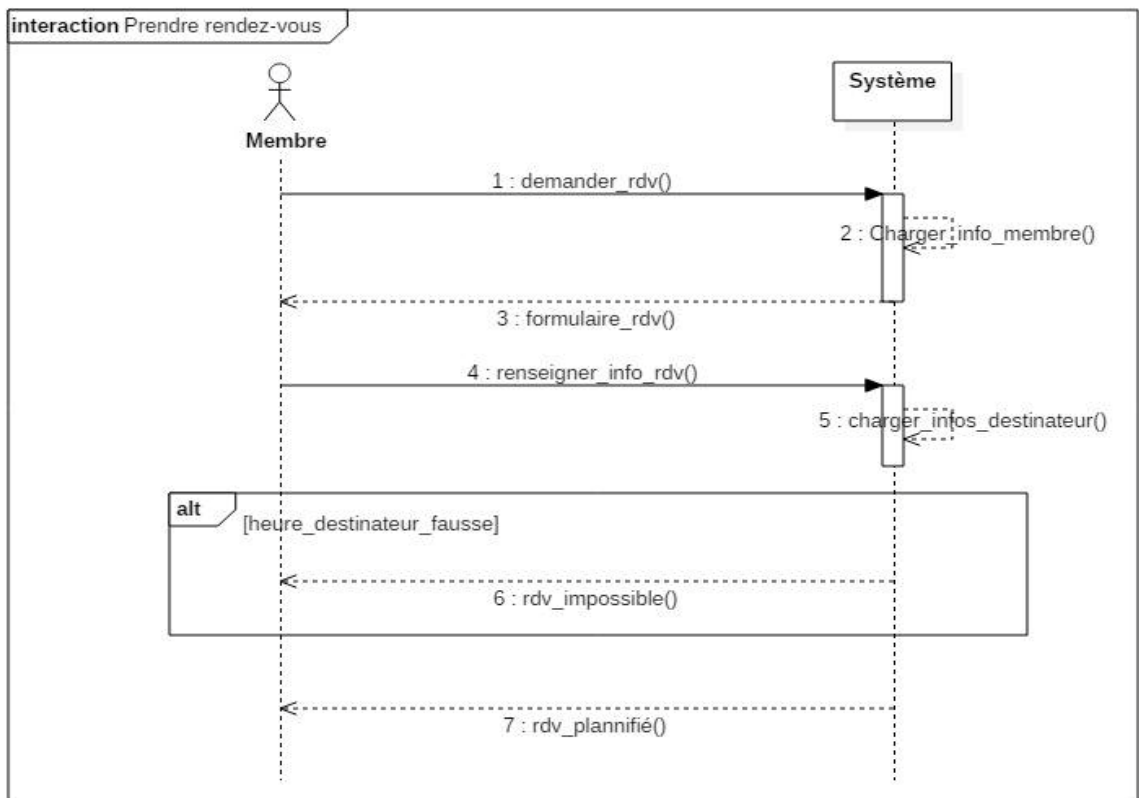 interaction Prendre rendez-vous
Système
Membre
1 : demander_rdv()
2 : Charger_info_membre()
3 : formulaire_rdv()
4 : renseigner_info_rdv()
5 : charger_infos_destinateur()
alt
[heure_destinateur_fausse]
6 : rdv_impossible()
7 : rdv_plannifié()